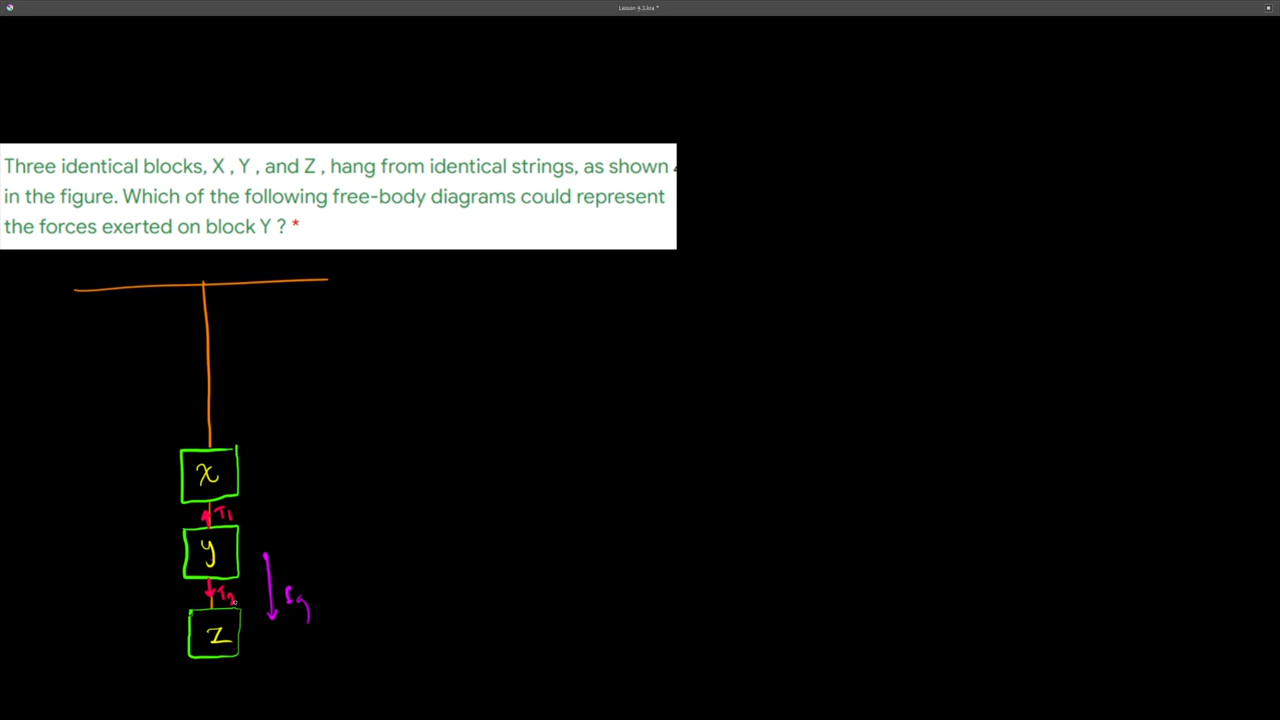 Lesson 4.3.kra *
Three identical blocks, X , Y , and Z , hang from identical strings, as shown
in the figure. Which of the following free-body diagrams could represent
the forces exerted on block Y ? *
X
T1
y
T2
Fg
Z